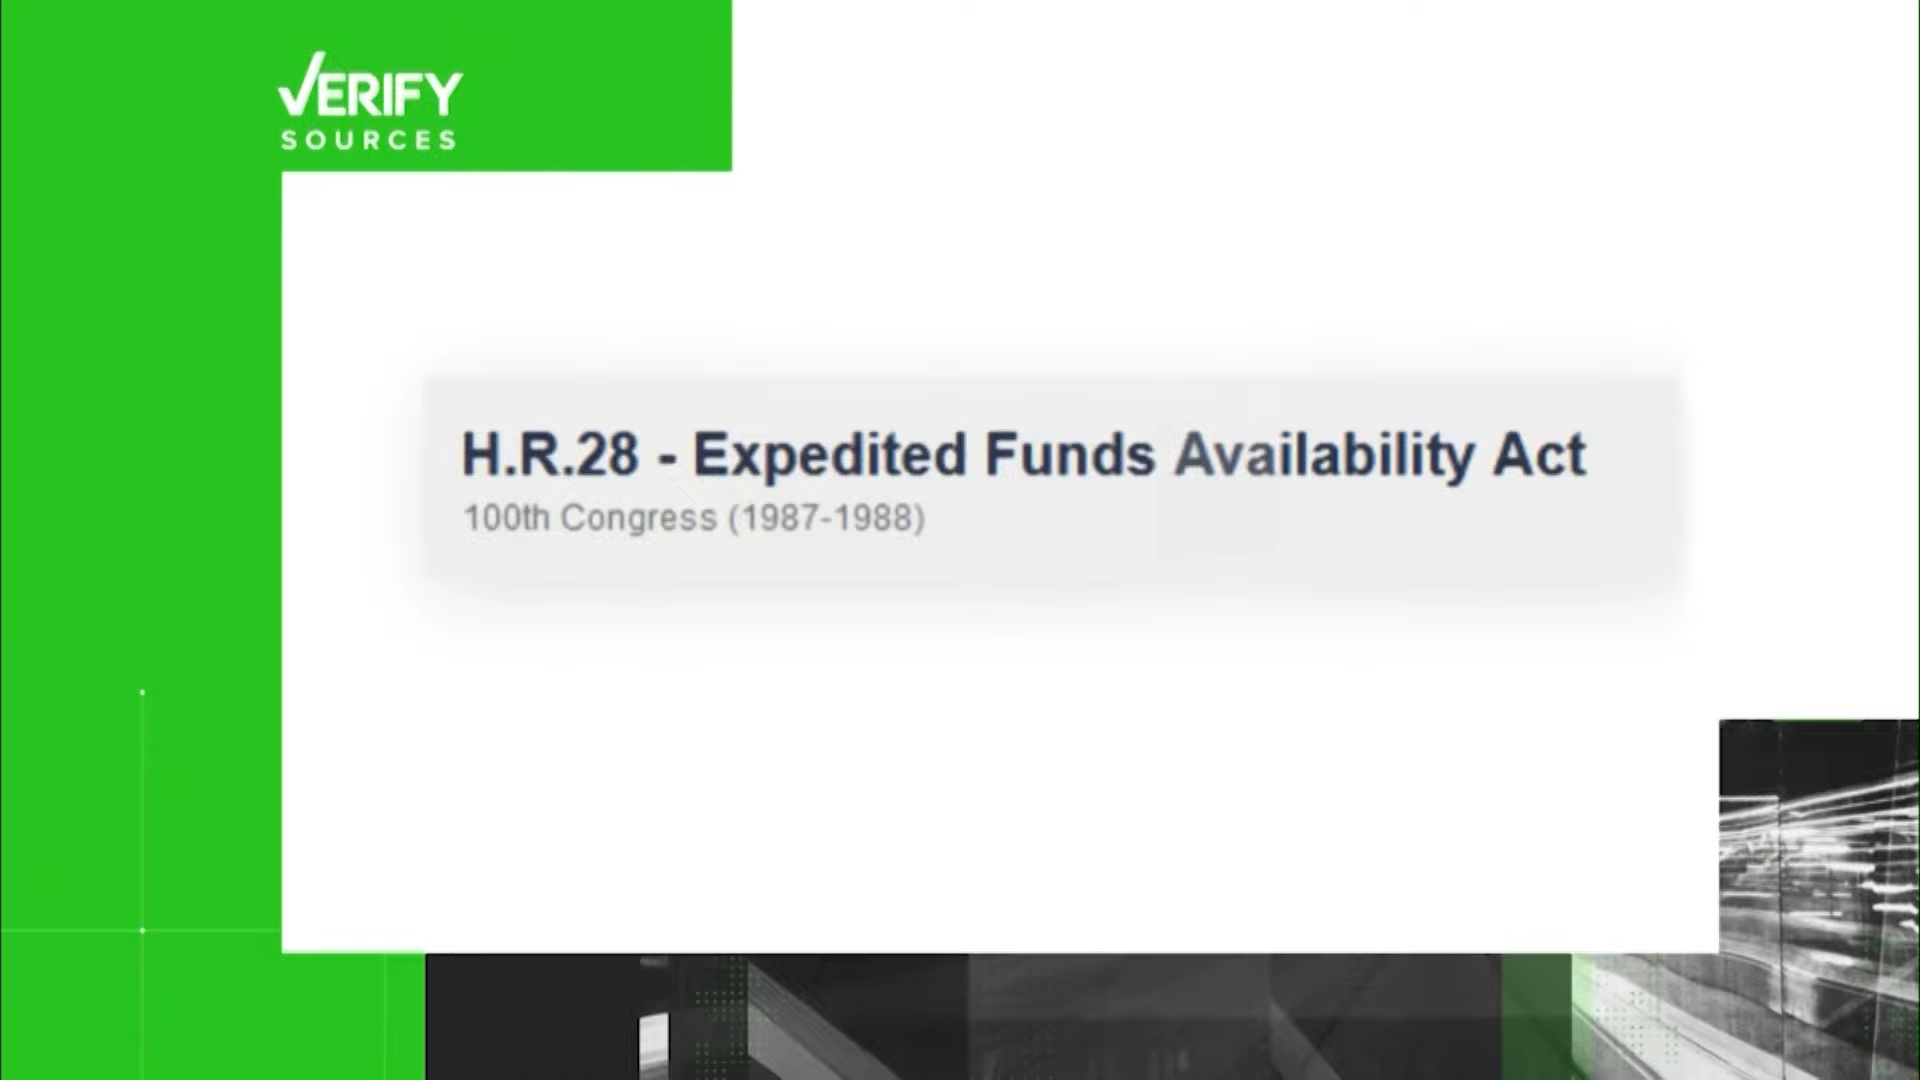 VERIFY
SOURCES
H.R.28 - Expedited Funds Availability Act
100th Congress (1987-1988)